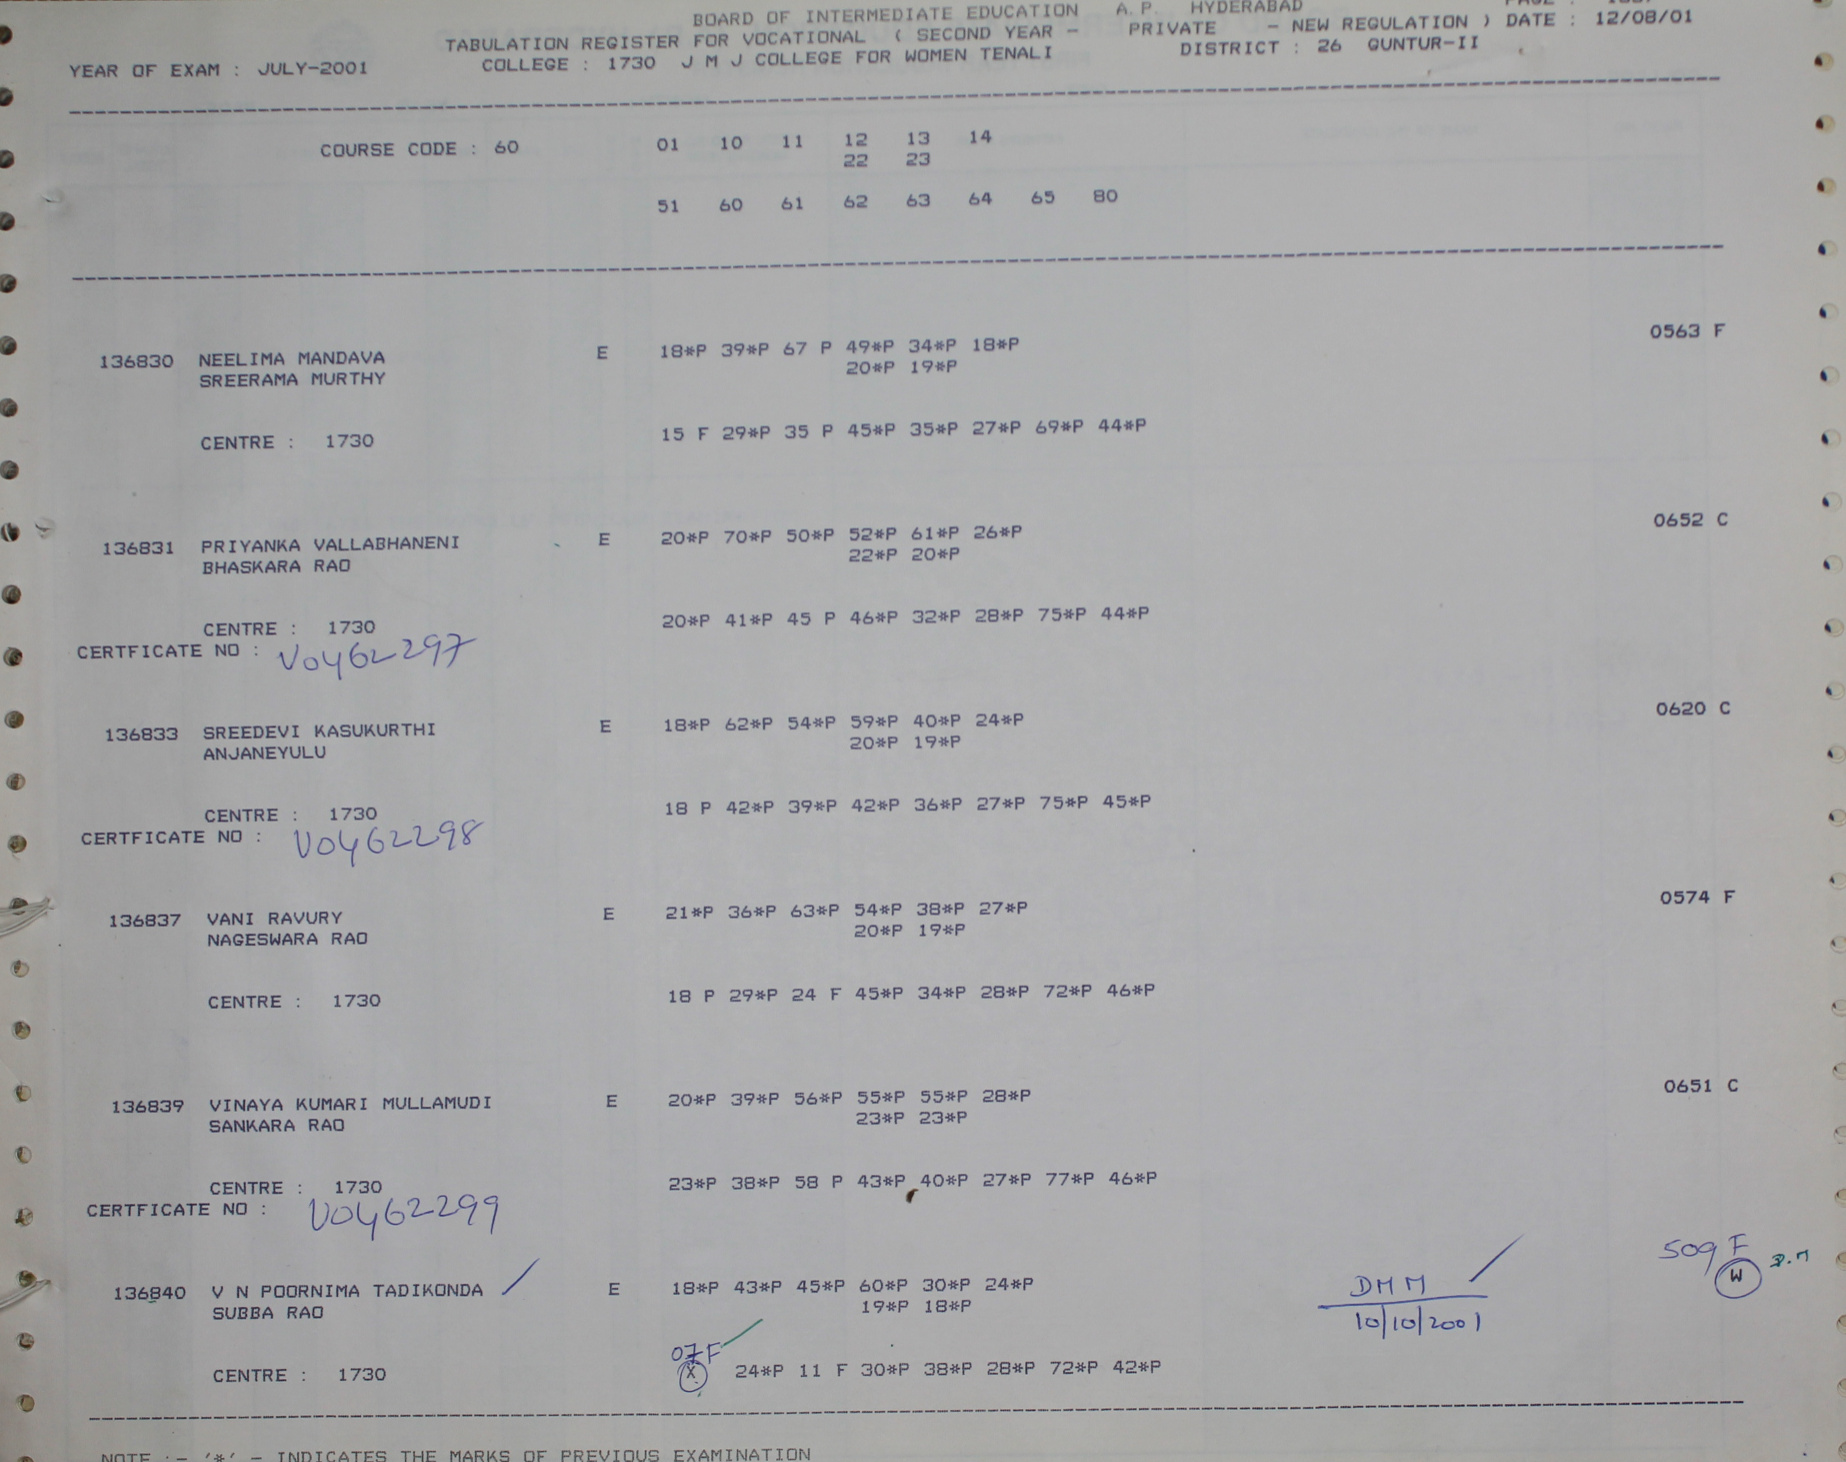 BOARD OF INTERMEDIATE EDUCATION A.P. HYDERABAD
TABULATION REGISTER FOR VOCATIONAL ( SECOND YEAR - PRIVATE - NEW REGULATION ) DATE : 12/08/01
YEAR OF EXAM : JULY-2001 COLLEGE : 1730 J M J COLLEGE FOR WOMEN TENALI DISTRICT : 26 GUNTUR-II
COURSE CODE : 60 01 10 11 12 13 14
22 23
51 60 61 62 63 64 65 80
136830 NEELIMA MANDAVA E 18*P 39*P 67 P 49*P 34*P 18*P 0563 F
SREERAMA MURTHY 20*P 19*P
CENTRE : 1730 15 F 29*P 35 P 45*P 35*P 27*P 69*P 44*P
136831 PRIYANKA VALLABHANENI E 20*P 70*P 50*P 52*P 61*P 26*P 0652 C
BHASKARA RAO 22*P 20*P
CENTRE : 1730 20*P 41*P 45 P 46*P 32*P 28*P 75*P 44*P
CERTFICATE NO : V0462297
136833 SREEDEVI KASUKURTHI E 18*P 62*P 54*P 59*P 40*P 24*P 0620 C
ANJANEYULU 20*P 19*P
CENTRE : 1730 18 P 42*P 39*P 42*P 36*P 27*P 75*P 45*P
CERTFICATE NO : V0462298
136837 VANI RAVURY E 21*P 36*P 63*P 54*P 38*P 27*P 0574 F
NAGESWARA RAO 20*P 19*P
CENTRE : 1730 18 P 29*P 24 F 45*P 34*P 28*P 72*P 46*P
136839 VINAYA KUMARI MULLAMUDI E 20*P 39*P 56*P 55*P 55*P 28*P 0651 C
SANKARA RAO 23*P 23*P
CENTRE : 1730 23*P 38*P 58 P 43*P 40*P 27*P 77*P 46*P
CERTFICATE NO : V0462299
509 F
W
136840 V N POORNIMA TADIKONDA E 18*P 43*P 45*P 60*P 30*P 24*P DMM
SUBBA RAO 19*P 18*P 10/10/2001
07 F
CENTRE : 1730 X 24*P 11 F 30*P 38*P 28*P 72*P 42*P
NOTE :- '*' - INDICATES THE MARKS OF PREVIOUS EXAMINATION